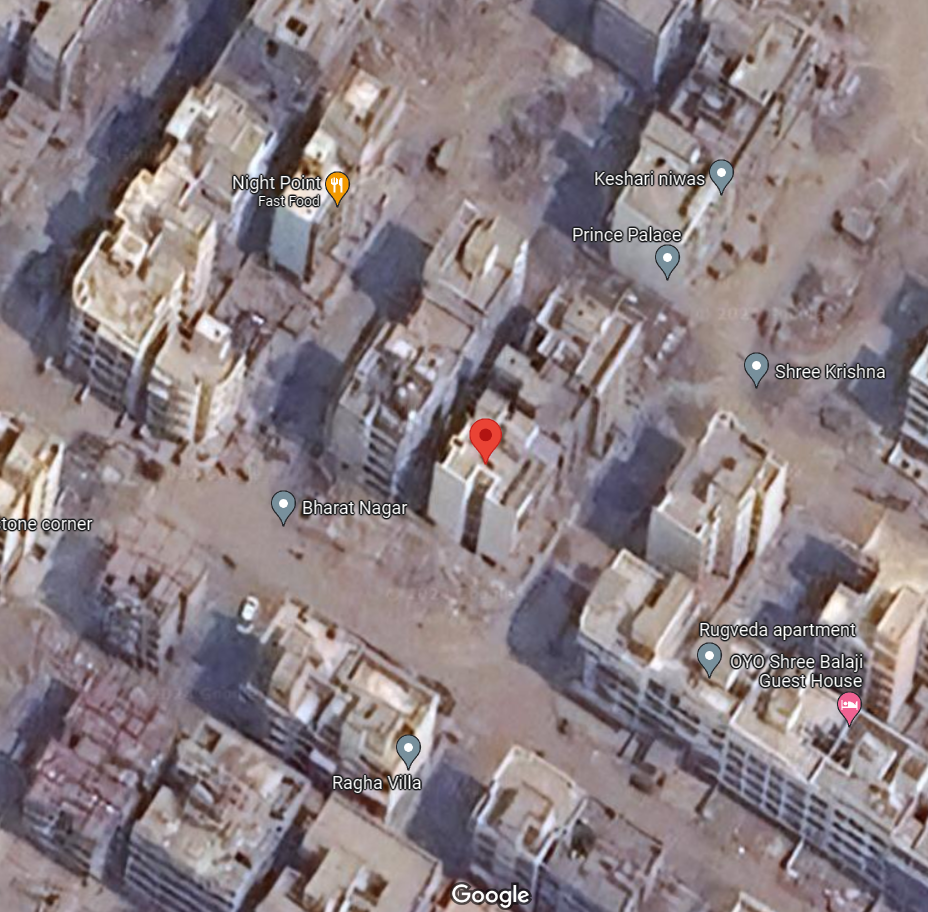 Night Point
Fast Food
Keshari niwas
Prince Palace
Shree Krishna
Bharat Nagar
tone corner
Rugveda apartment
OYO Shree Balaji
Guest House
Ragha Villa
Google